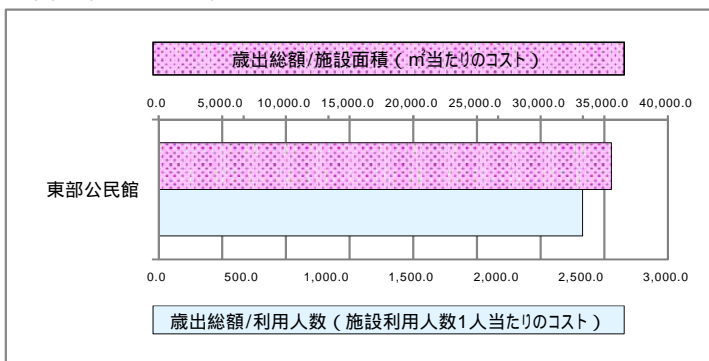 歳出総額/施設面積(㎡当たりのコスト)
0.0 5,000.0 10,000.0 15,000.0 20,000.0 25,000.0 30,000.0 35,000.0 40,000.0
東部公民館
0.0 500.0 1,000.0 1,500.0 2,000.0 2,500.0 3,000.0
歳出総額/利用人数(施設利用人数1人当たりのコスト)